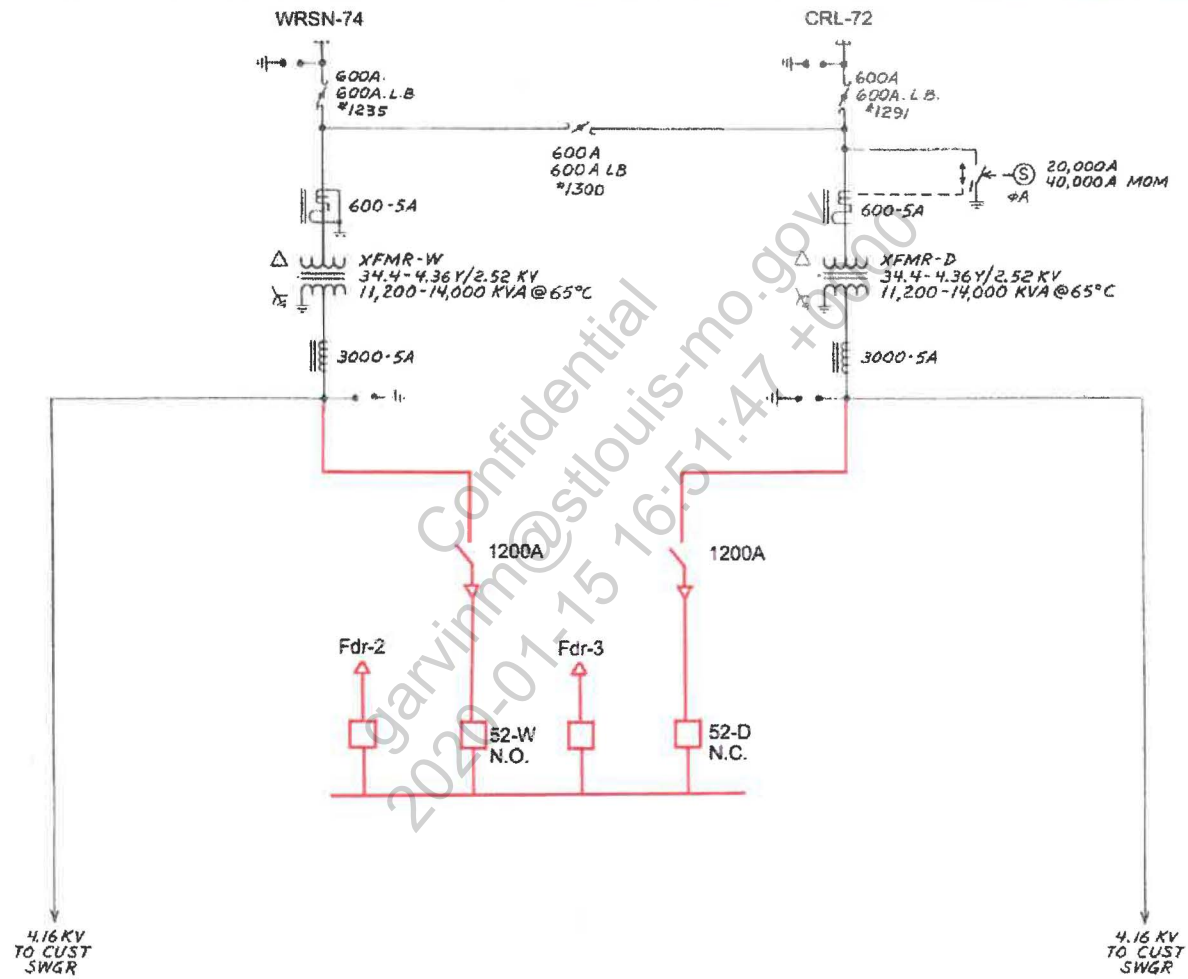 WRSN-74
CRL-72
600A.
600A.L.B
#1235
600A
600A.L.B.
#1291
600A
600A LB
#1300
20,000A
40,000A MOM
S
øA
600-5A
600-5A
XFMR-W
34.4-4.36Y/2.52 KV
11,200-14,000 KVA@65°C
XFMR-D
34.4-4.36Y/2.52 KV
11,200-14,000 KVA@65°C
3000-5A
3000-5A
1200A
1200A
Fdr-2
Fdr-3
52-W
N.O.
52-D
N.C.
4.16 KV
TO CUST
SWGR
4.16 KV
TO CUST
SWGR
Confidential
garvinm@stlouis-mo.gov
2020-01-15 16:51:47 +0000